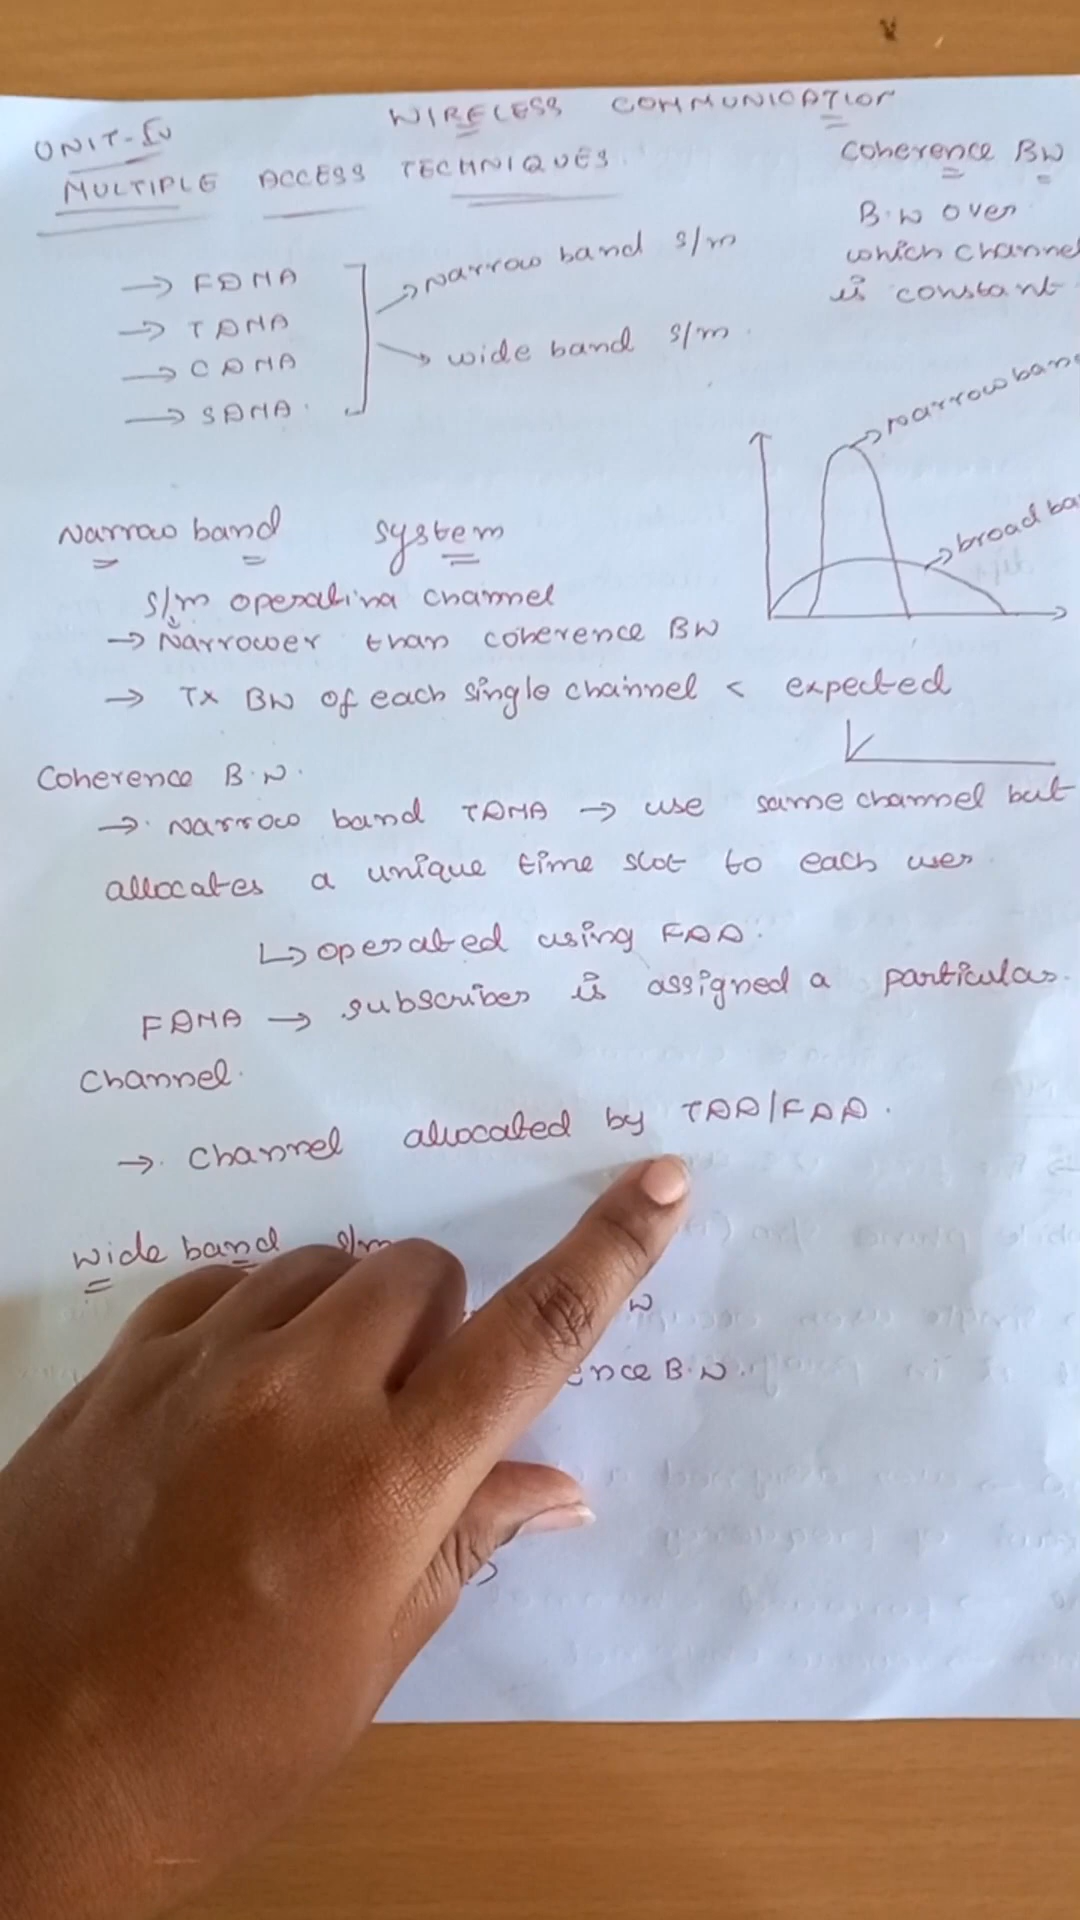 WIRELESS COMMUNICATION
UNIT-IV
MULTIPLE ACCESS TECHNIQUES
Coherence BW
B.W over
which channel
is constant
→ FDMA
→ TDMA
→ CDMA
→ SDMA
→ Narrow band s/m
→ wide band s/m
→ narrowband
→ broad ba
Narrow band system
s/m operating channel
→ Narrower than coherence BW
→ TX BW of each single channel < expected
Coherence B.W.
→ Narrow band TDMA → use same channel but
allocates a unique time slot to each user
↳ operated using FDD.
FDMA → subscriber is assigned a particular
channel.
→ channel allocated by TDD/FDD.
Wide band s/m
W
ence B.W.